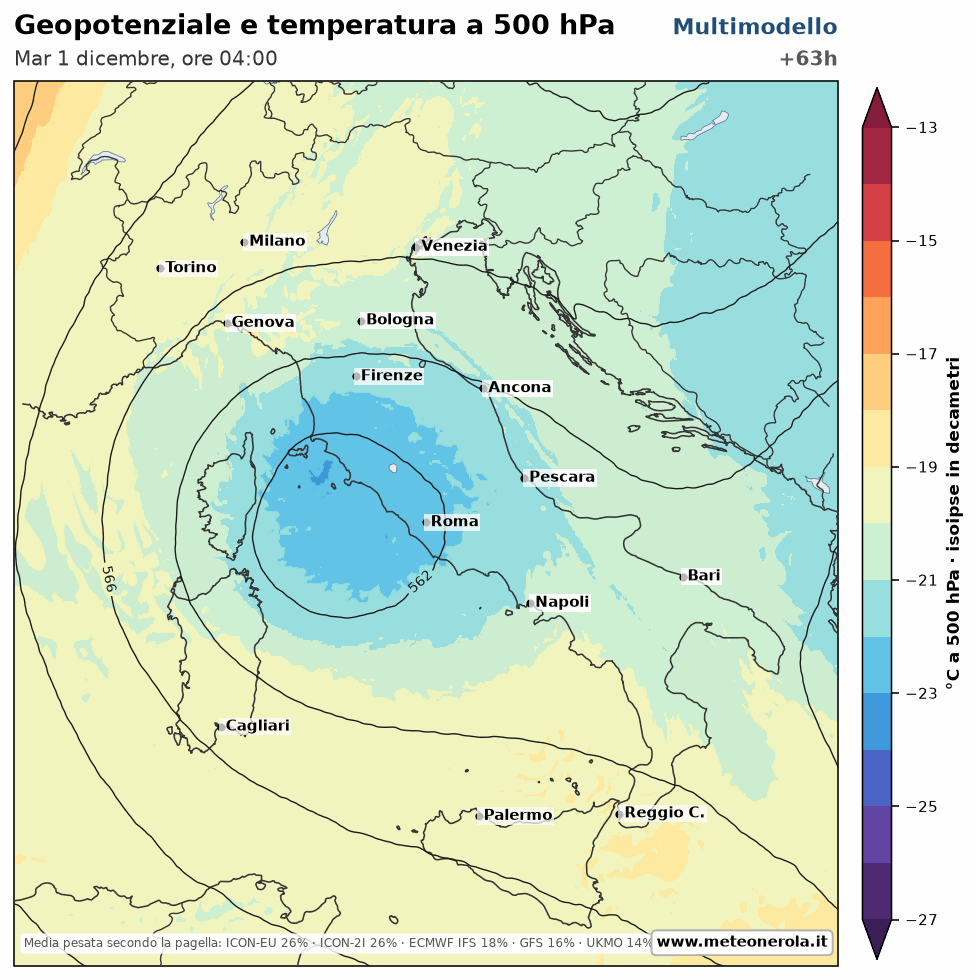 Geopotenziale e temperatura a 500 hPa
Multimodello
Mar 1 dicembre, ore 04:00
+63h
−13
−15
−17
−19
−21
−23
−25
−27
°C a 500 hPa · isoipse in decametri
Milano
Venezia
Torino
Genova
Bologna
Firenze
Ancona
Pescara
Roma
566
562
Bari
Napoli
Cagliari
Palermo
Reggio C.
Media pesata secondo la pagella: ICON-EU 26% · ICON-2I 26% · ECMWF IFS 18% · GFS 16% · UKMO 14%
www.meteonerola.it